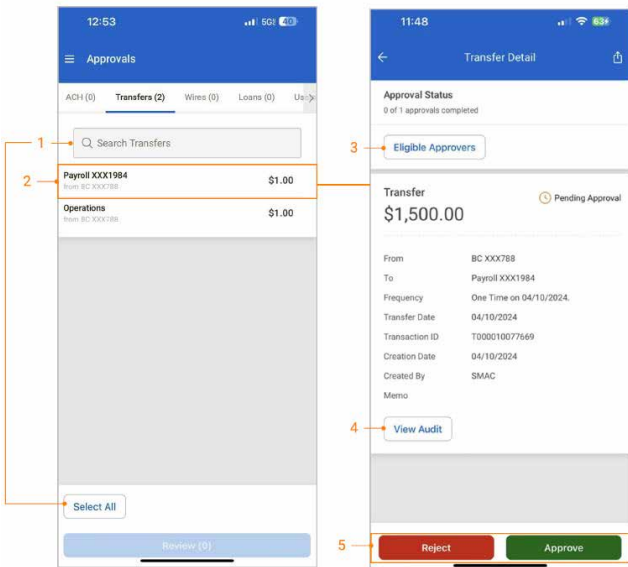 12:53
5G 40
Approvals
ACH (0) Transfers (2) Wires (0) Loans (0)
1
Search Transfers
2
Payroll XXX1984
$1.00
from BC XXX788
Operations
$1.00
from BC XXX788
Select All
Review (0)
11:48
63
Transfer Detail
Approval Status
0 of 1 approvals completed
3
Eligible Approvers
Transfer
Pending Approval
$1,500.00
From BC XXX788
To Payroll XXX1984
Frequency One Time on 04/10/2024.
Transfer Date 04/10/2024
Transaction ID T000010077669
Creation Date 04/10/2024
Created By SMAC
Memo
4
View Audit
5
Reject
Approve